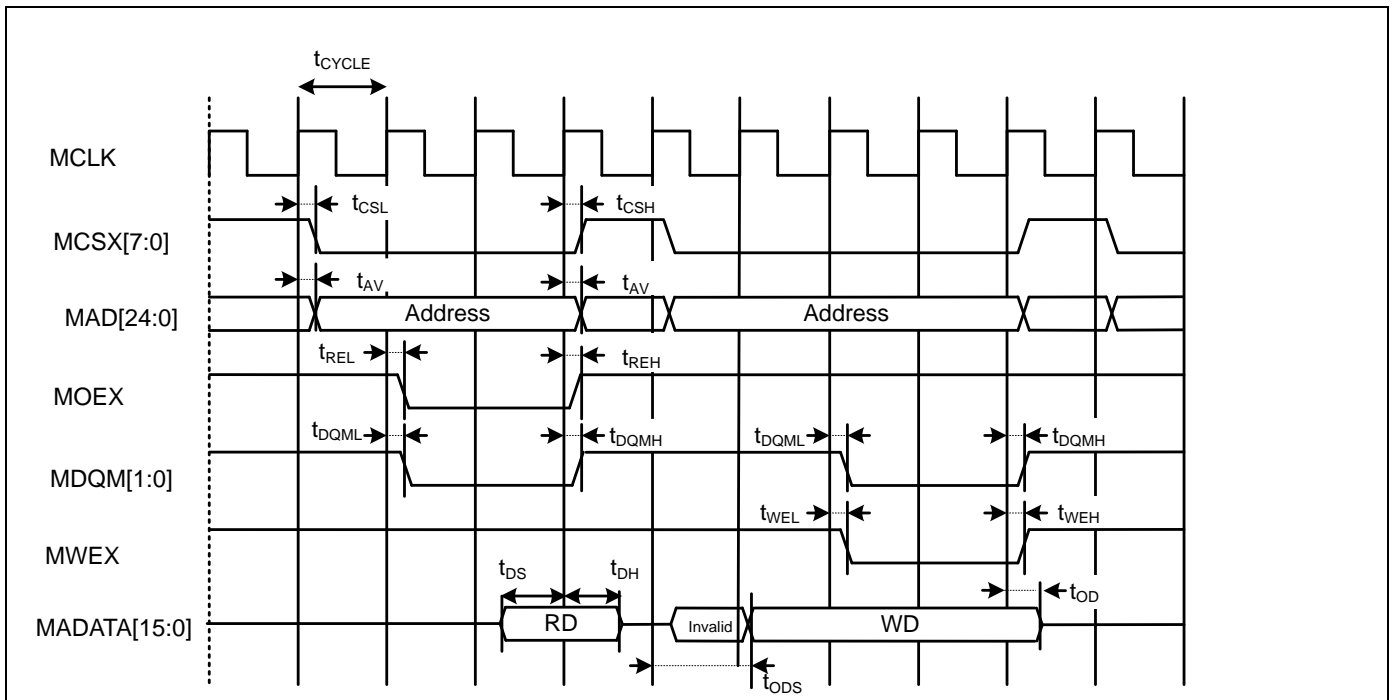 tCYCLE
MCLK
tCSL tCSH
MCSX[7:0]
tAV tAV
MAD[24:0] Address Address
tREL tREH
MOEX
tDQML tDQMH tDQML tDQMH
MDQM[1:0]
tWEL tWEH
MWEX
tDS tDH
tOD
MADATA[15:0] RD Invalid WD
tODS